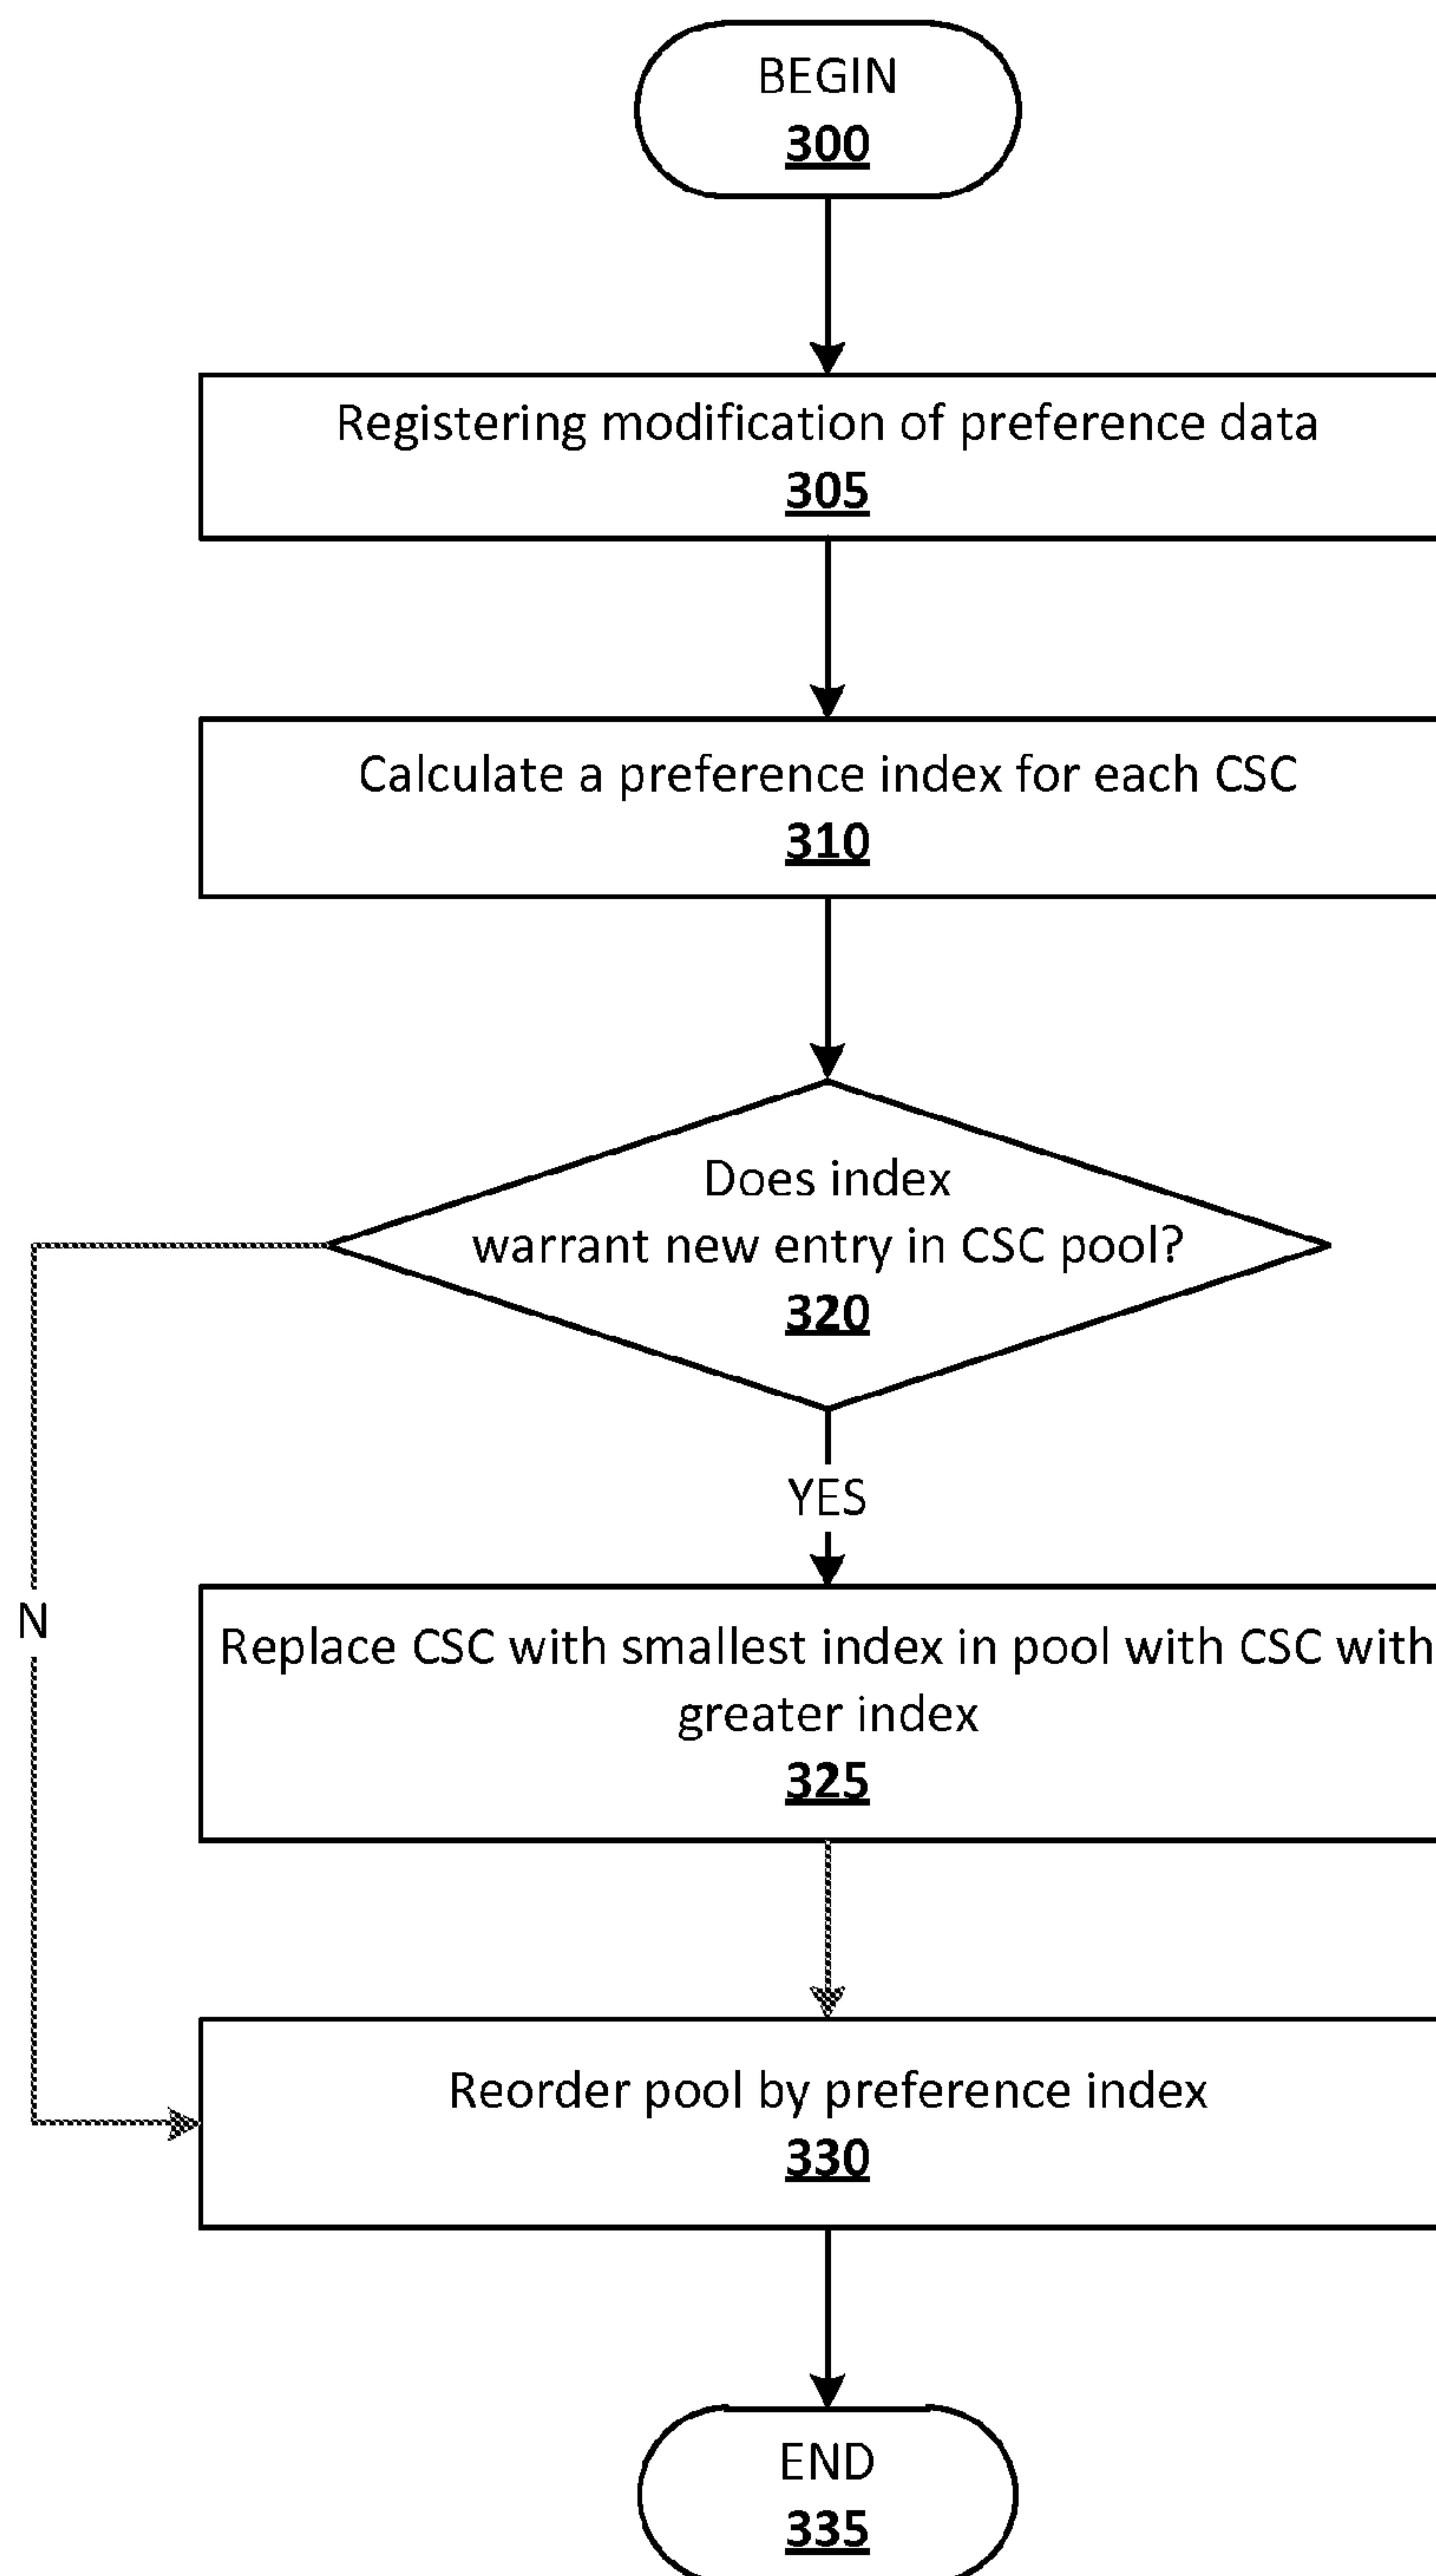 BEGIN
300
Registering modification of preference data
305
Calculate a preference index for each CSC
310
Does index
warrant new entry in CSC pool?
320
YES
N
Replace CSC with smallest index in pool with CSC with
greater index
325
Reorder pool by preference index
330
END
335